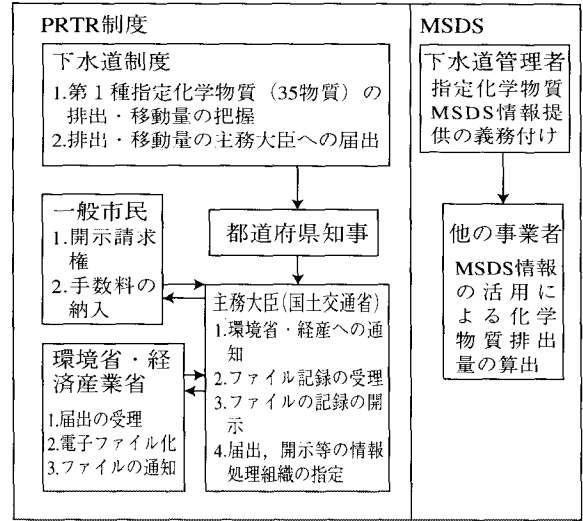 PRTR制度
下水道制度
1.第1種指定化学物質（35物質）の
排出・移動量の把握
2.排出・移動量の主務大臣への届出
一般市民
1.開示請求
権
2.手数料の
納入
都道府県知事
主務大臣(国土交通省)
1.環境省・経産への通
知
2.ファイル記録の受理
3.ファイルの記録の開
示
4.届出，開示等の情報
処理組織の指定
環境省・経
済産業省
1.届出の受理
2.電子ファイル化
3.ファイルの通知
MSDS
下水道管理者
指定化学物質
MSDS情報提
供の義務付け
他の事業者
MSDS情報
の活用に
よる化学
物質排出
量の算出